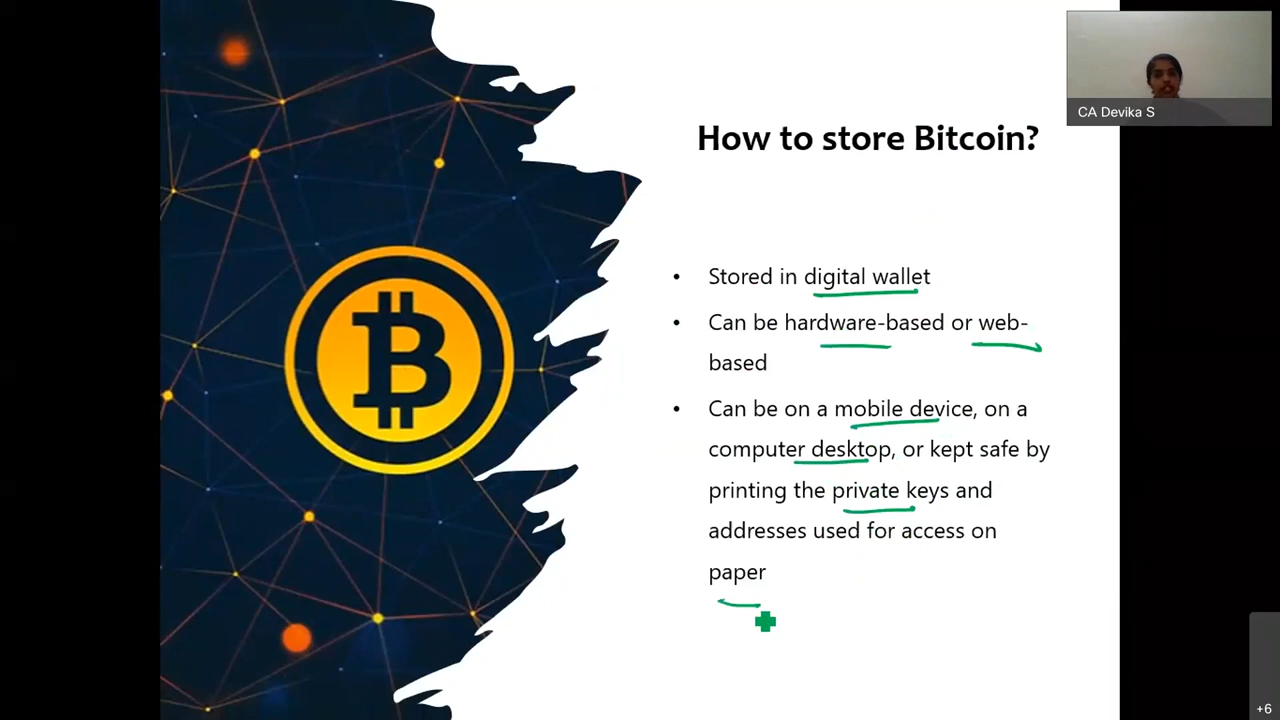 CA Devika S
How to store Bitcoin?
• Stored in digital wallet
• Can be hardware-based or web-
based
• Can be on a mobile device, on a
computer desktop, or kept safe by
printing the private keys and
addresses used for access on
paper
+6